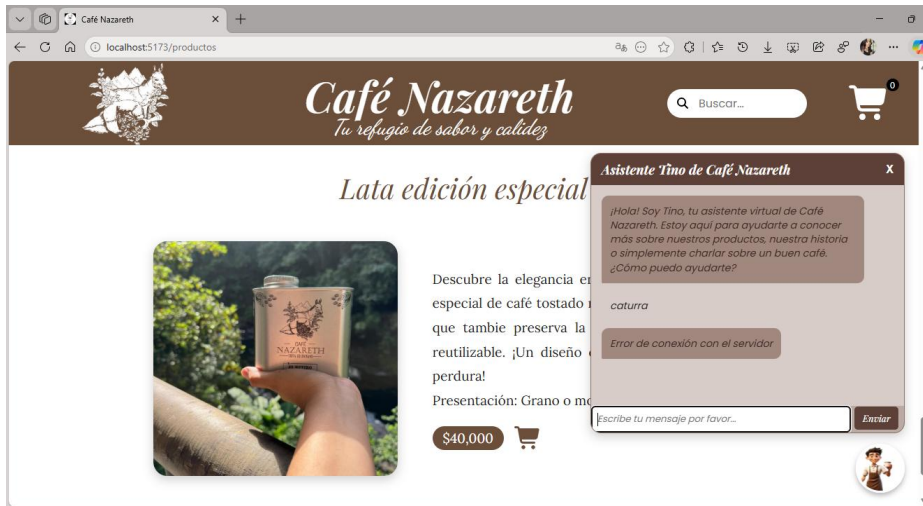 Café Nazareth
localhost:5173/productos
Café Nazareth
Tu refugio de sabor y calidez
Buscar...
0
Lata edición especial
CAFÉ
NAZARETH
Descubre la elegancia en
especial de café tostado
que tambie preserva la
reutilizable. ¡Un diseño
perdura!
Presentación: Grano o mo
$40,000
Asistente Tino de Café Nazareth
X
¡Hola! Soy Tino, tu asistente virtual de Café
Nazareth. Estoy aquí para ayudarte a conocer
más sobre nuestros productos, nuestra historia
o simplemente charlar sobre un buen café.
¿Cómo puedo ayudarte?
caturra
Error de conexión con el servidor
Escribe tu mensaje por favor...
Enviar